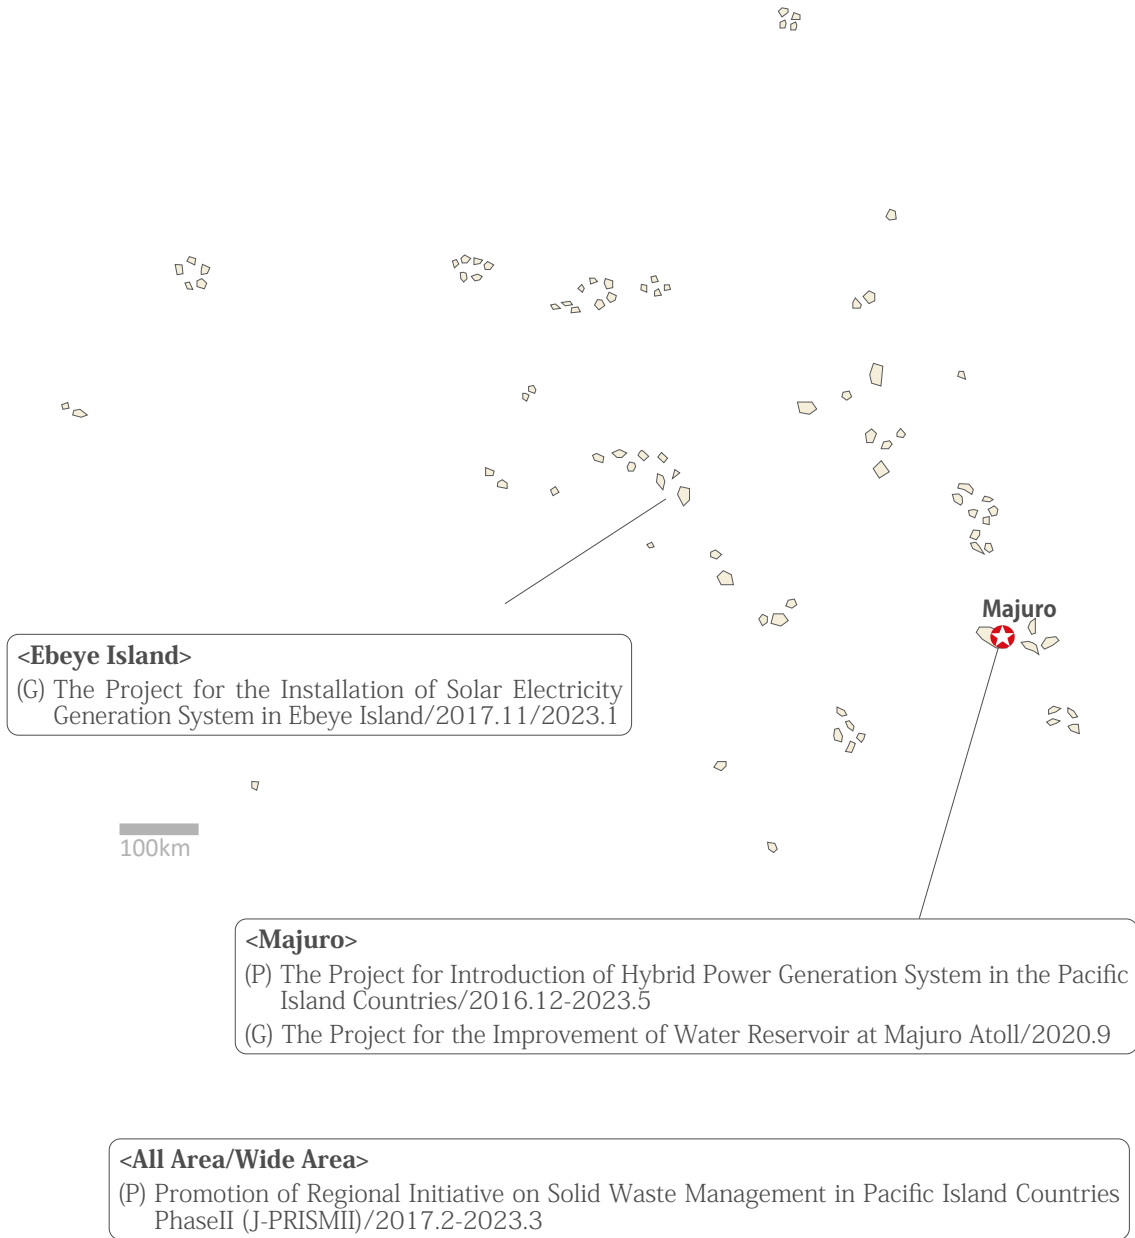 Majuro
<Ebeye Island>
(G) The Project for the Installation of Solar Electricity
Generation System in Ebeye Island/2017.11/2023.1
100km
<Majuro>
(P) The Project for Introduction of Hybrid Power Generation System in the Pacific
Island Countries/2016.12-2023.5
(G) The Project for the Improvement of Water Reservoir at Majuro Atoll/2020.9
<All Area/Wide Area>
(P) Promotion of Regional Initiative on Solid Waste Management in Pacific Island Countries
PhaseII (J-PRISMII)/2017.2-2023.3